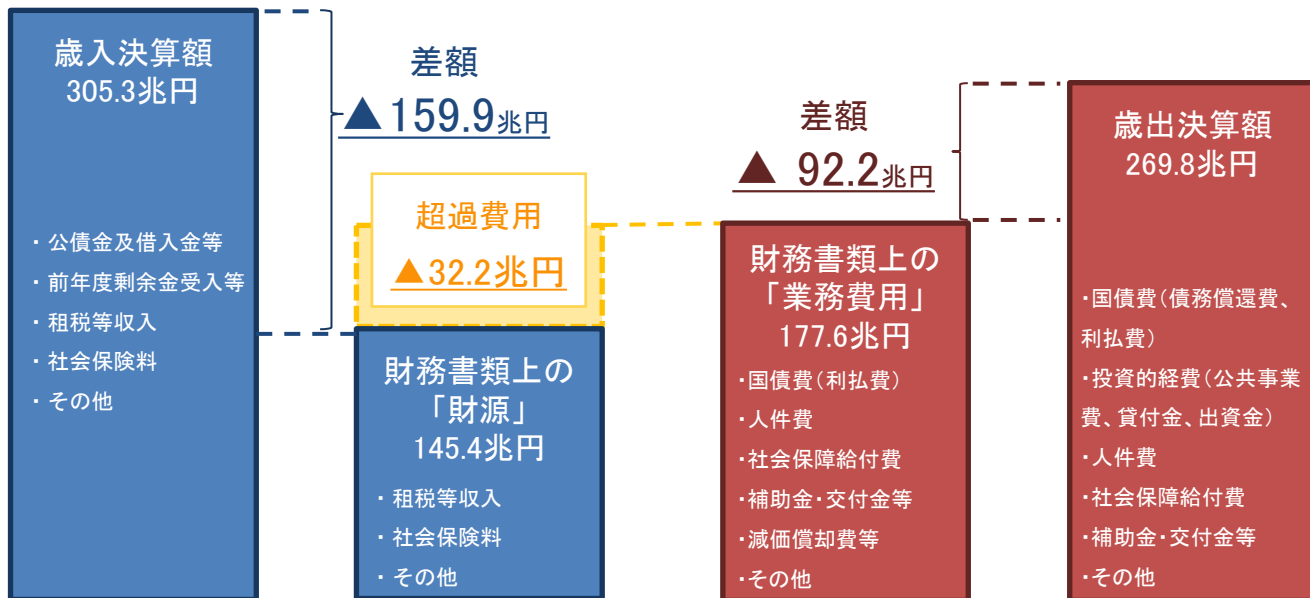 歳入決算額
305.3兆円
・公債金及借入金等
・前年度剰余金受入等
・租税等収入
・社会保険料
・その他
差額
▲159.9兆円
超過費用
▲32.2兆円
財務書類上の
「財源」
145.4兆円
・租税等収入
・社会保険料
・その他
差額
▲ 92.2兆円
財務書類上の
「業務費用」
177.6兆円
・国債費(利払費)
・人件費
・社会保障給付費
・補助金・交付金等
・減価償却費等
・その他
歳出決算額
269.8兆円
・国債費(債務償還費、
利払費)
・投資的経費(公共事業
費、貸付金、出資金)
・人件費
・社会保障給付費
・補助金・交付金等
・その他